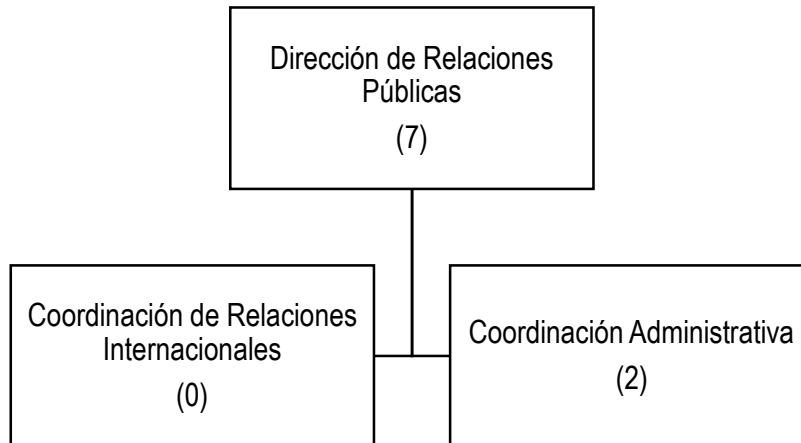 Dirección de Relaciones
Públicas
(7)
Coordinación de Relaciones
Internacionales
(0)
Coordinación Administrativa
(2)